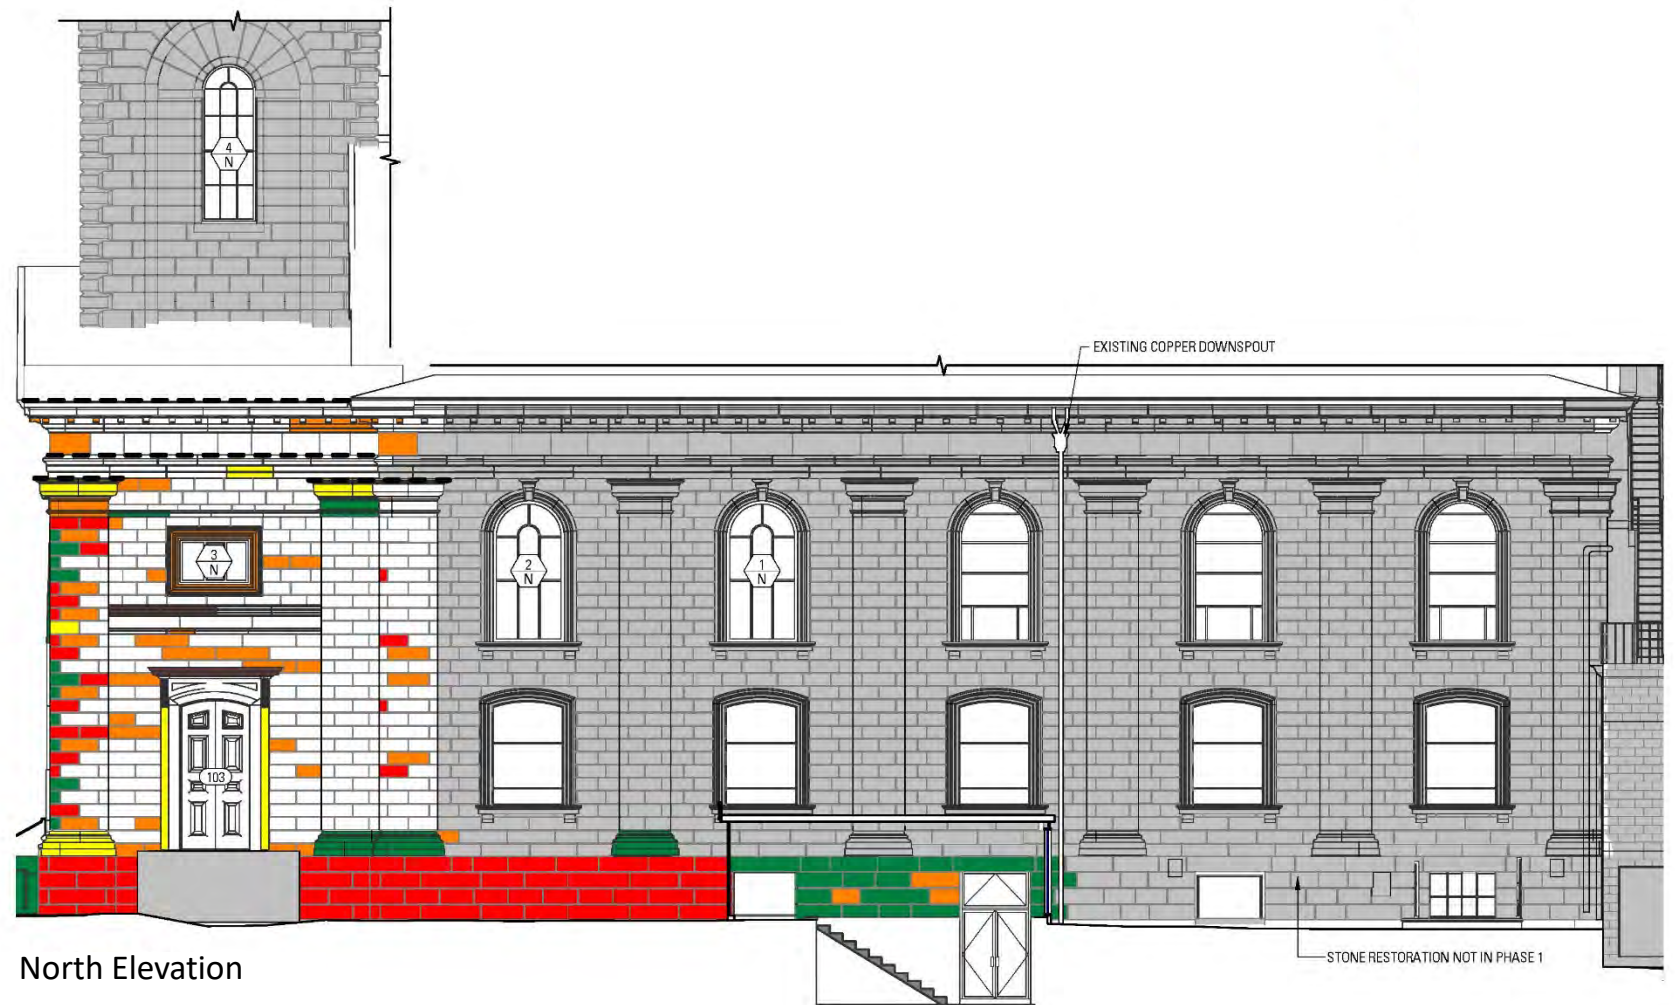 4
N
EXISTING COPPER DOWNSPOUT
3
N
2
N
1
N
103
STONE RESTORATION NOT IN PHASE 1
North Elevation